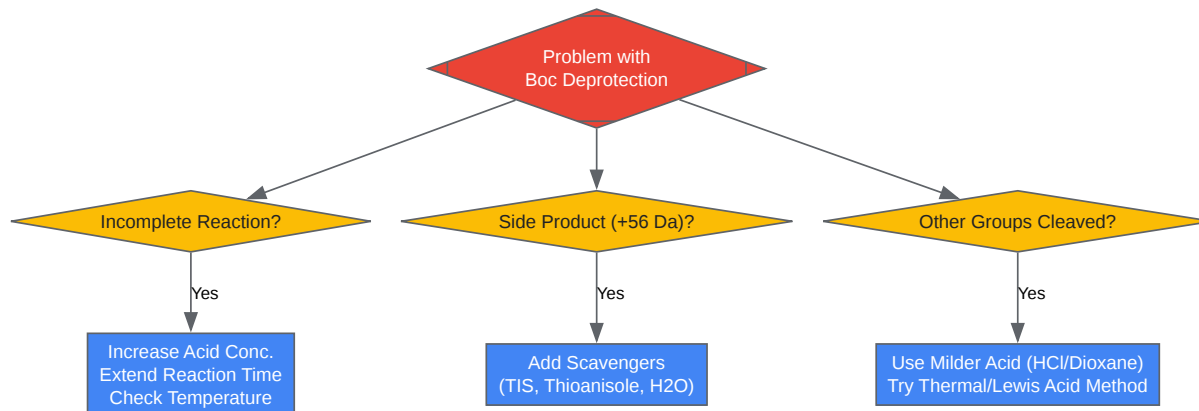 Problem with
Boc Deprotection
Incomplete Reaction?
Side Product (+56 Da)?
Other Groups Cleaved?
Yes
Yes
Yes
Increase Acid Conc.
Extend Reaction Time
Check Temperature
Add Scavengers
(TIS, Thioanisole, H2O)
Use Milder Acid (HCl/Dioxane)
Try Thermal/Lewis Acid Method